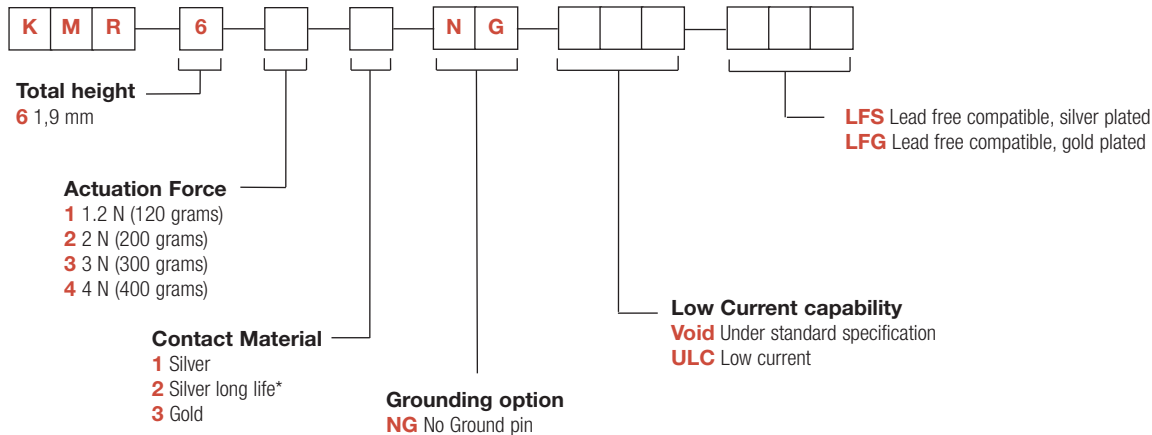 K M R 6 N G
Total height
6 1,9 mm
LFS Lead free compatible, silver plated
LFG Lead free compatible, gold plated
Actuation Force
1 1.2 N (120 grams)
2 2 N (200 grams)
3 3 N (300 grams)
4 4 N (400 grams)
Low Current capability
Void Under standard specification
ULC Low current
Contact Material
1 Silver
2 Silver long life*
3 Gold
Grounding option
NG No Ground pin